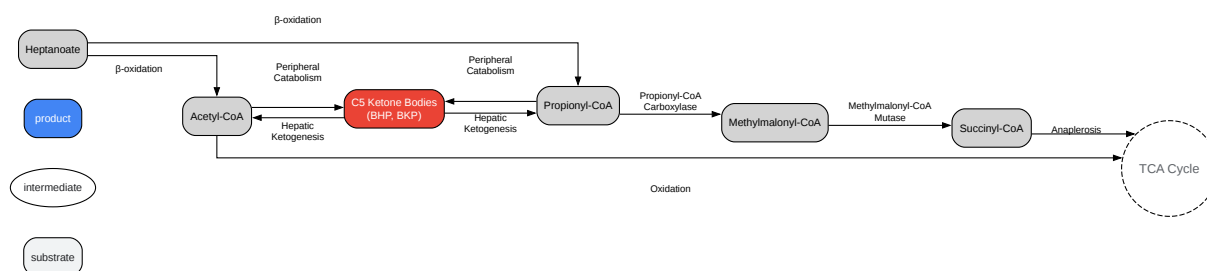 β-oxidation
Heptanoate
β-oxidation
Peripheral
Catabolism
Peripheral
Catabolism
Acetyl-CoA
C5 Ketone Bodies
(BHP, BKP)
Propionyl-CoA
Propionyl-CoA
Carboxylase
Methylmalonyl-CoA
Methylmalonyl-CoA
Mutase
Succinyl-CoA
Anaplerosis
Hepatic
Ketogenesis
Hepatic
Ketogenesis
product
TCA Cycle
Oxidation
intermediate
substrate